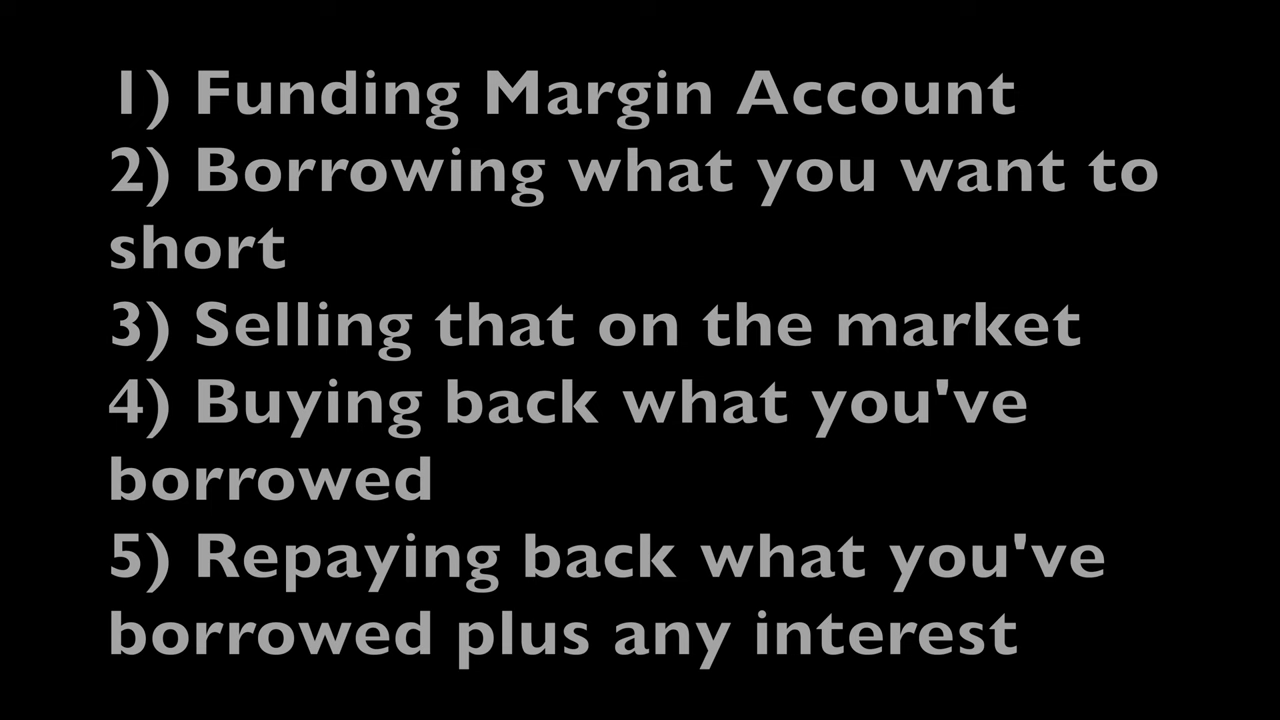 1) Funding Margin Account
2) Borrowing what you want to
short
3) Selling that on the market
4) Buying back what you've
borrowed
5) Repaying back what you've
borrowed plus any interest